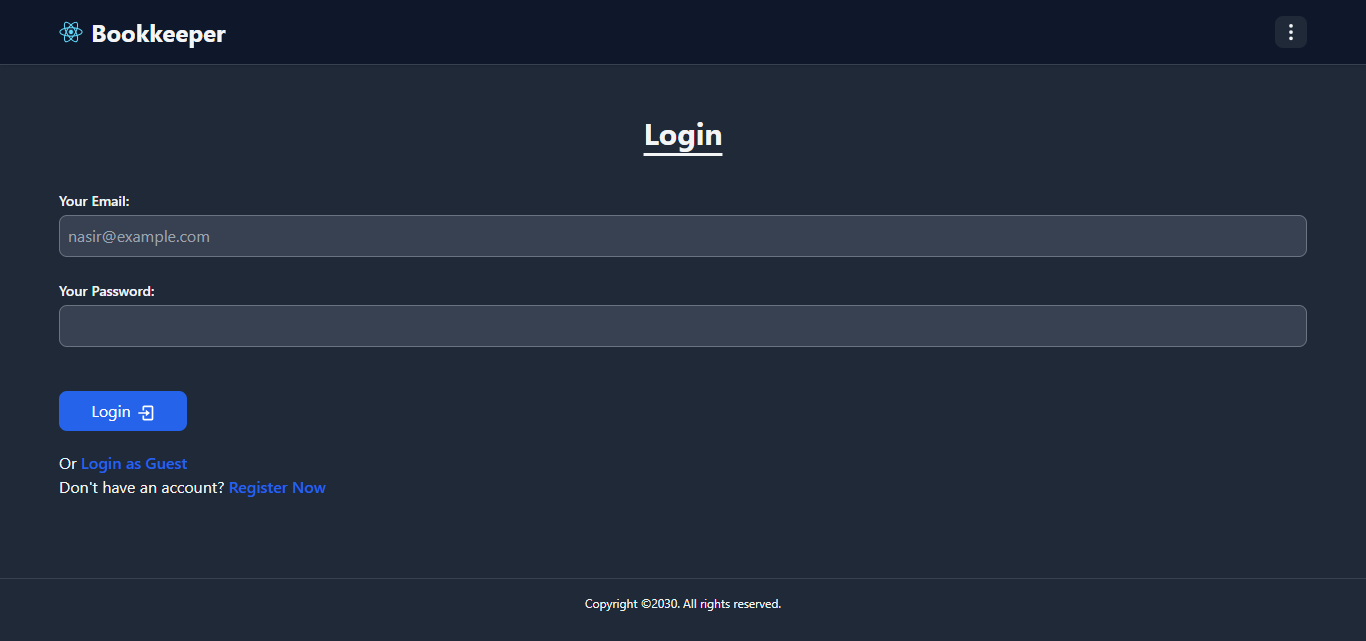 Bookkeeper
Login
Your Email:
nasir@example.com
Your Password:
Login
Or Login as Guest
Don't have an account? Register Now
Copyright ©2030. All rights reserved.